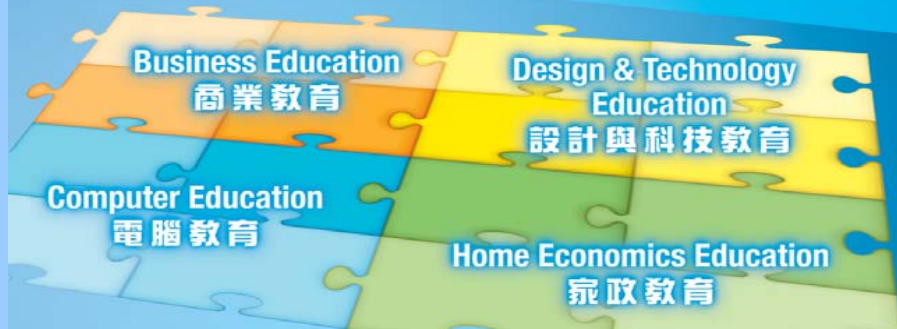 Business Education
商業教育
Design & Technology
Education
設計與科技教育
Computer Education
電腦教育
Home Economics Education
家政教育